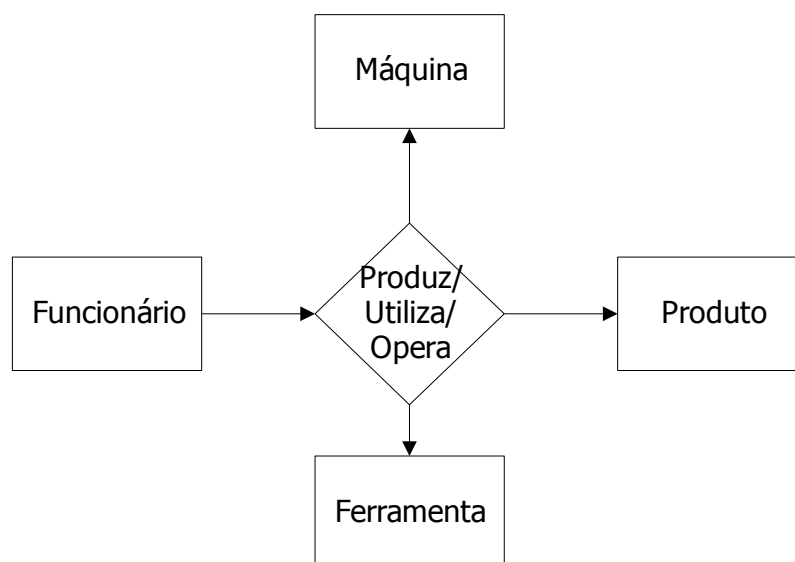 Máquina
Funcionário
Produz/
Utiliza/
Opera
Produto
Ferramenta